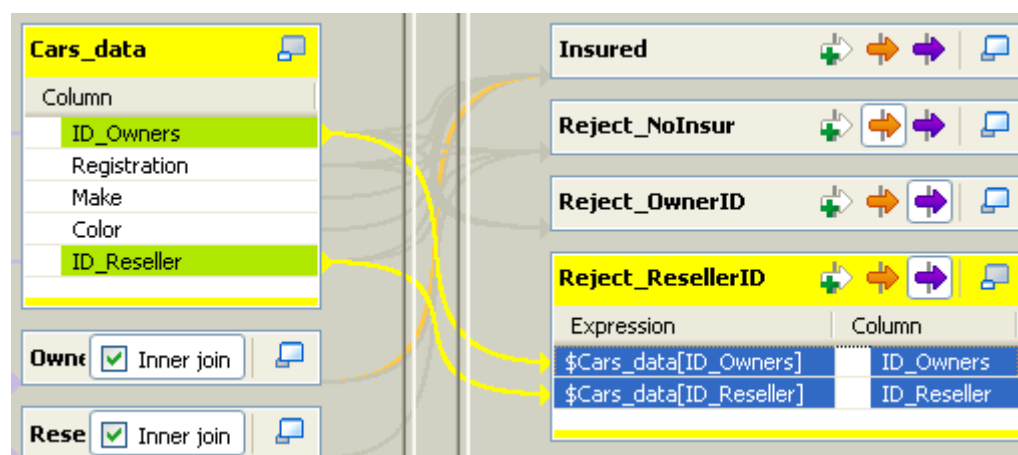 Cars_data
Column
ID_Owners
Registration
Make
Color
ID_Reseller
Inner join
Inner join
Insured
Reject_NoInsur
Reject_OwnerID
Reject_ResellerID
Expression Column
$Cars_data[ID_Owners] ID_Owners
$Cars_data[ID_Reseller] ID_Reseller